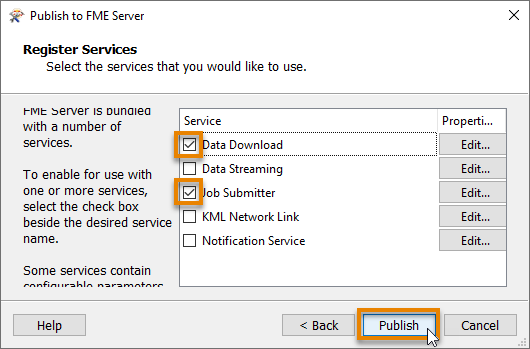 Publish to FME Server
Register Services
Select the services that you would like to use.
FME Server is bundled
with a number of
services.
To enable for use with
one or more services,
select the check box
beside the desired service
name.
Some services contain
configurable parameters
Service Properti...
Data Download Edit...
Data Streaming Edit...
Job Submitter Edit...
KML Network Link Edit...
Notification Service Edit...
Help < Back Publish Cancel